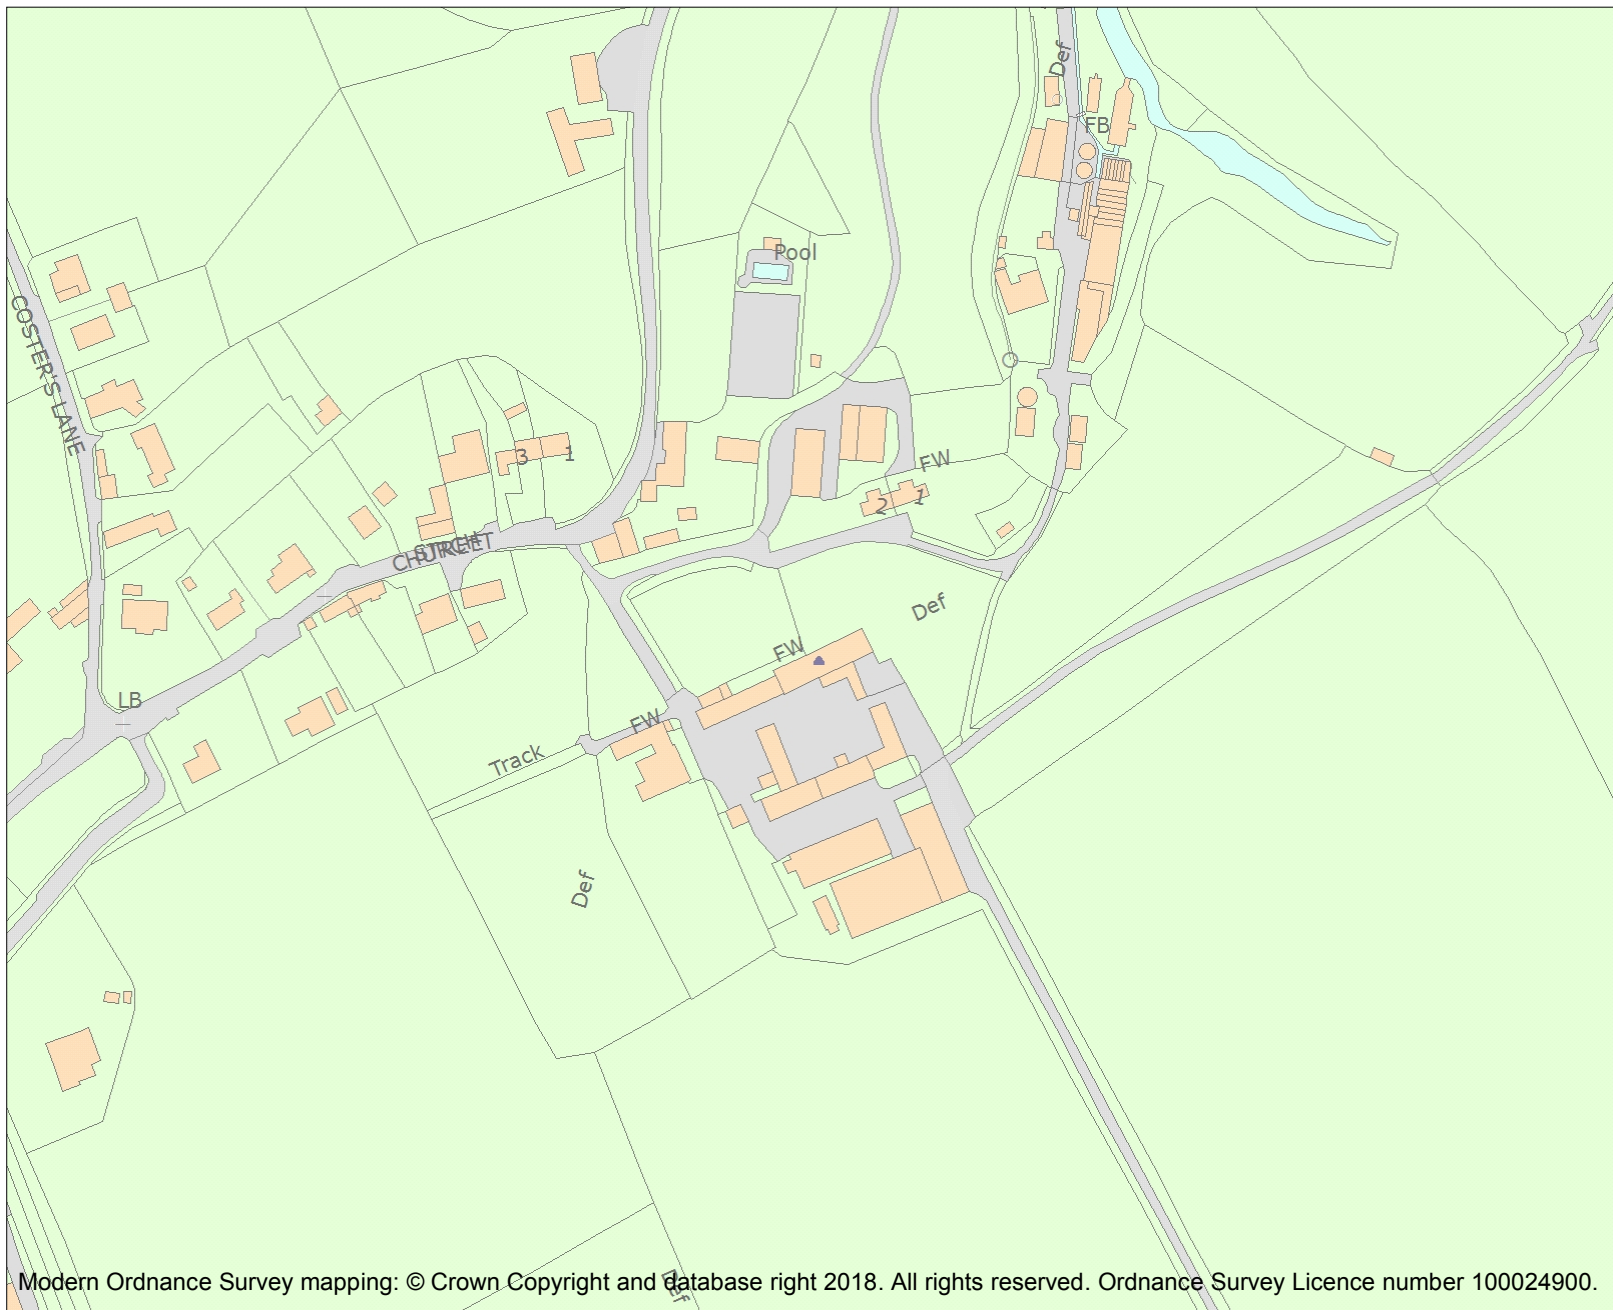 Def
FB
Pool
COSTER'S LANE
3
1
FW
2
1
CHURCH
STREET
Def
FW
LB
FW
Track
Def
Def
Modern Ordnance Survey mapping: © Crown Copyright and database right 2018. All rights reserved. Ordnance Survey Licence number 100024900.